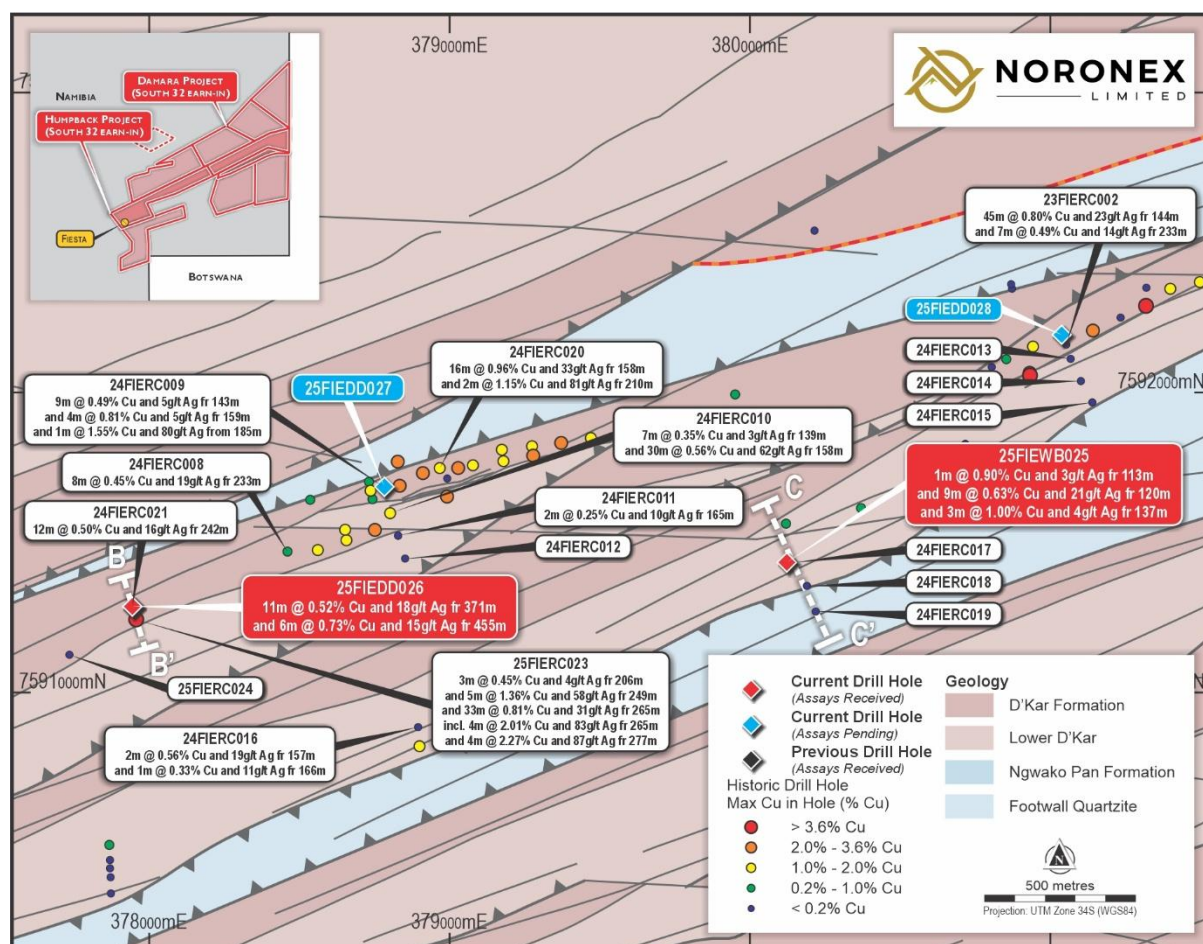 379000mE
380000mE
NORONEX
LIMITED
DAMARA PROJECT
(SOUTH 32 EARN-IN)
NAMIBIA
HUMPBACK PROJECT
(SOUTH 32 EARN-IN)
FIESTA
BOTSWANA
23FIERC002
45m @ 0.80% Cu and 23g/t Ag fr 144m
and 7m @ 0.49% Cu and 14g/t Ag fr 233m
25FIEDD028
24FIERC013
24FIERC014
24FIERC015
7592000mN
24FIERC020
16m @ 0.96% Cu and 33g/t Ag fr 158m
and 2m @ 1.15% Cu and 81g/t Ag fr 210m
24FIERC009
9m @ 0.49% Cu and 5g/t Ag fr 143m
and 4m @ 0.81% Cu and 5g/t Ag fr 159m
and 1m @ 1.55% Cu and 80g/t Ag from 185m
25FIEDD027
24FIERC010
7m @ 0.35% Cu and 3g/t Ag fr 139m
and 30m @ 0.56% Cu and 62g/t Ag fr 158m
24FIERC008
8m @ 0.45% Cu and 19g/t Ag fr 233m
24FIERC011
2m @ 0.25% Cu and 10g/t Ag fr 165m
24FIERC021
12m @ 0.50% Cu and 16g/t Ag fr 242m
24FIERC012
25FIEWB025
1m @ 0.90% Cu and 3g/t Ag fr 113m
and 9m @ 0.63% Cu and 21g/t Ag fr 120m
and 3m @ 1.00% Cu and 4g/t Ag fr 137m
C
24FIERC017
24FIERC018
24FIERC019
C'
B
25FIEDD026
11m @ 0.52% Cu and 18g/t Ag fr 371m
and 6m @ 0.73% Cu and 15g/t Ag fr 455m
B'
7591000mN
25FIERC024
25FIERC023
3m @ 0.45% Cu and 4g/t Ag fr 206m
and 5m @ 1.36% Cu and 58g/t Ag fr 249m
and 33m @ 0.81% Cu and 31g/t Ag fr 265m
incl. 4m @ 2.01% Cu and 83g/t Ag fr 265m
and 4m @ 2.27% Cu and 87g/t Ag fr 277m
24FIERC016
2m @ 0.56% Cu and 19g/t Ag fr 157m
and 1m @ 0.33% Cu and 11g/t Ag fr 166m
Current Drill Hole
(Assays Received)
Current Drill Hole
(Assays Pending)
Previous Drill Hole
(Assays Received)
Historic Drill Hole
Max Cu in Hole (% Cu)
> 3.6% Cu
2.0% - 3.6% Cu
1.0% - 2.0% Cu
0.2% - 1.0% Cu
< 0.2% Cu
Geology
D'Kar Formation
Lower D'Kar
Ngwako Pan Formation
Footwall Quartzite
N
500 metres
Projection: UTM Zone 34S (WGS84)
378000mE
379000mE